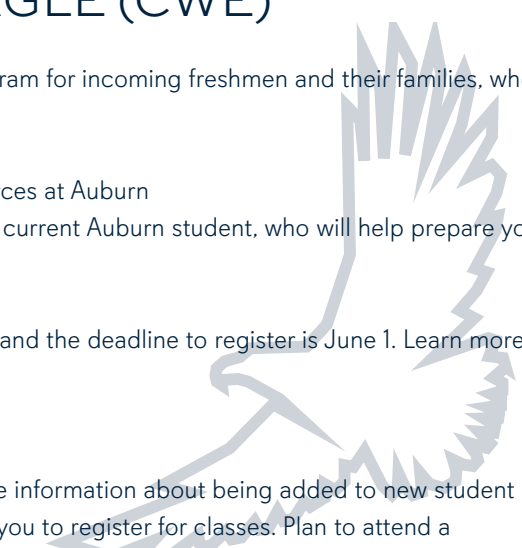 AGLE (CWE)
ram for incoming freshmen and their families, wh
ces at Auburn
current Auburn student, who will help prepare yo
and the deadline to register is June 1. Learn more
e information about being added to new student
you to register for classes. Plan to attend a